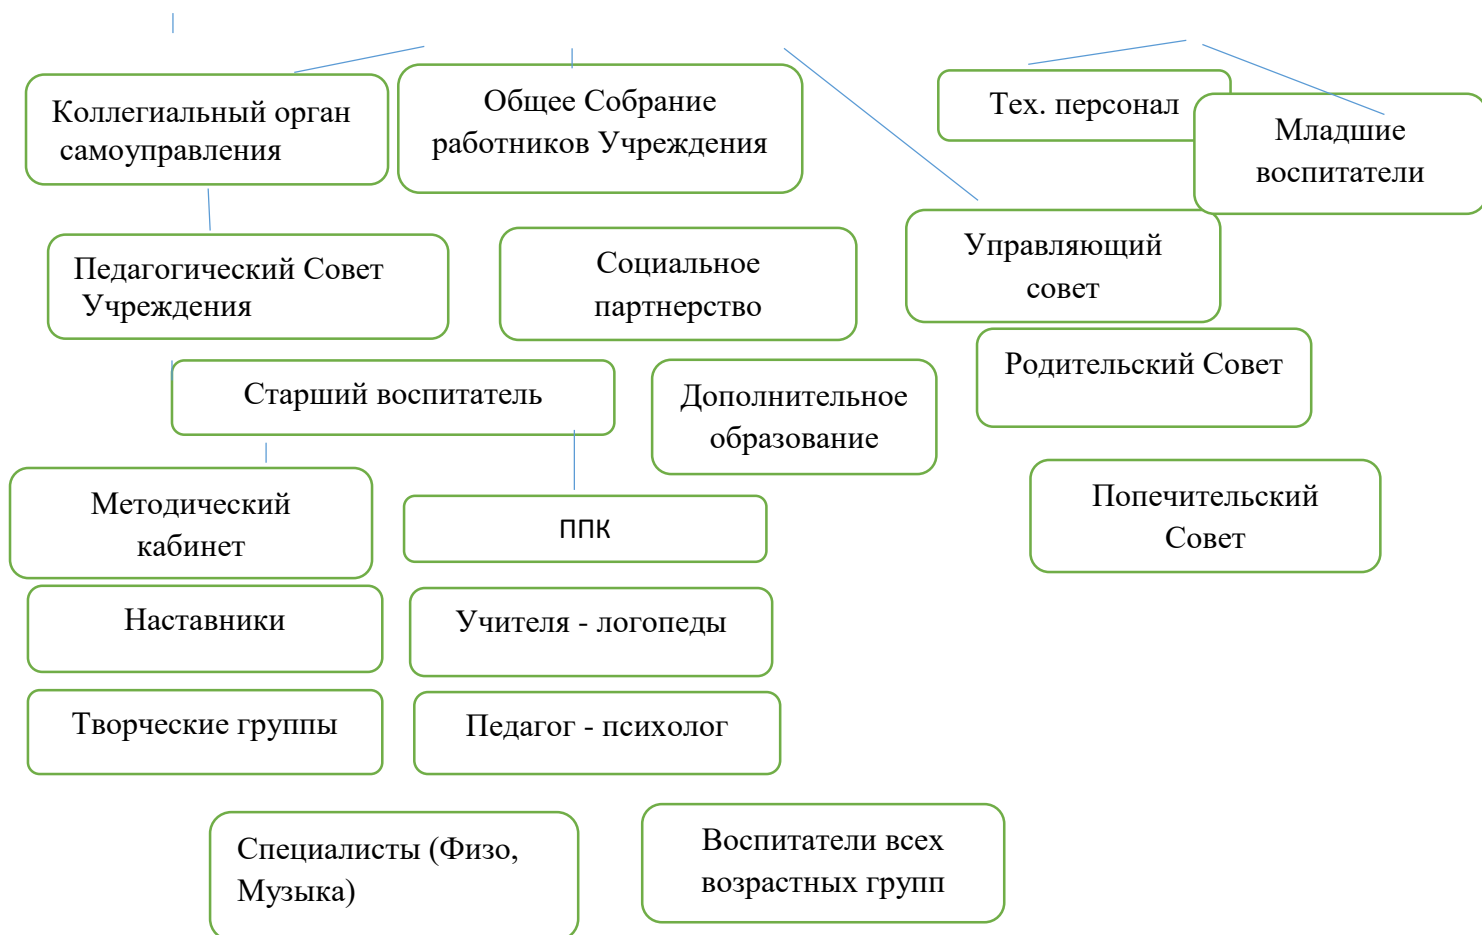 Коллегиальный орган
самоуправления
Общее Собрание
работников Учреждения
Тех. персонал
Младшие
воспитатели
Педагогический Совет
Учреждения
Социальное
партнерство
Управляющий
совет
Старший воспитатель
Дополнительное
образование
Родительский Совет
Методический
кабинет
ППК
Попечительский
Совет
Наставники
Учителя - логопеды
Творческие группы
Педагог - психолог
Специалисты (Физо,
Музыка)
Воспитатели всех
возрастных групп